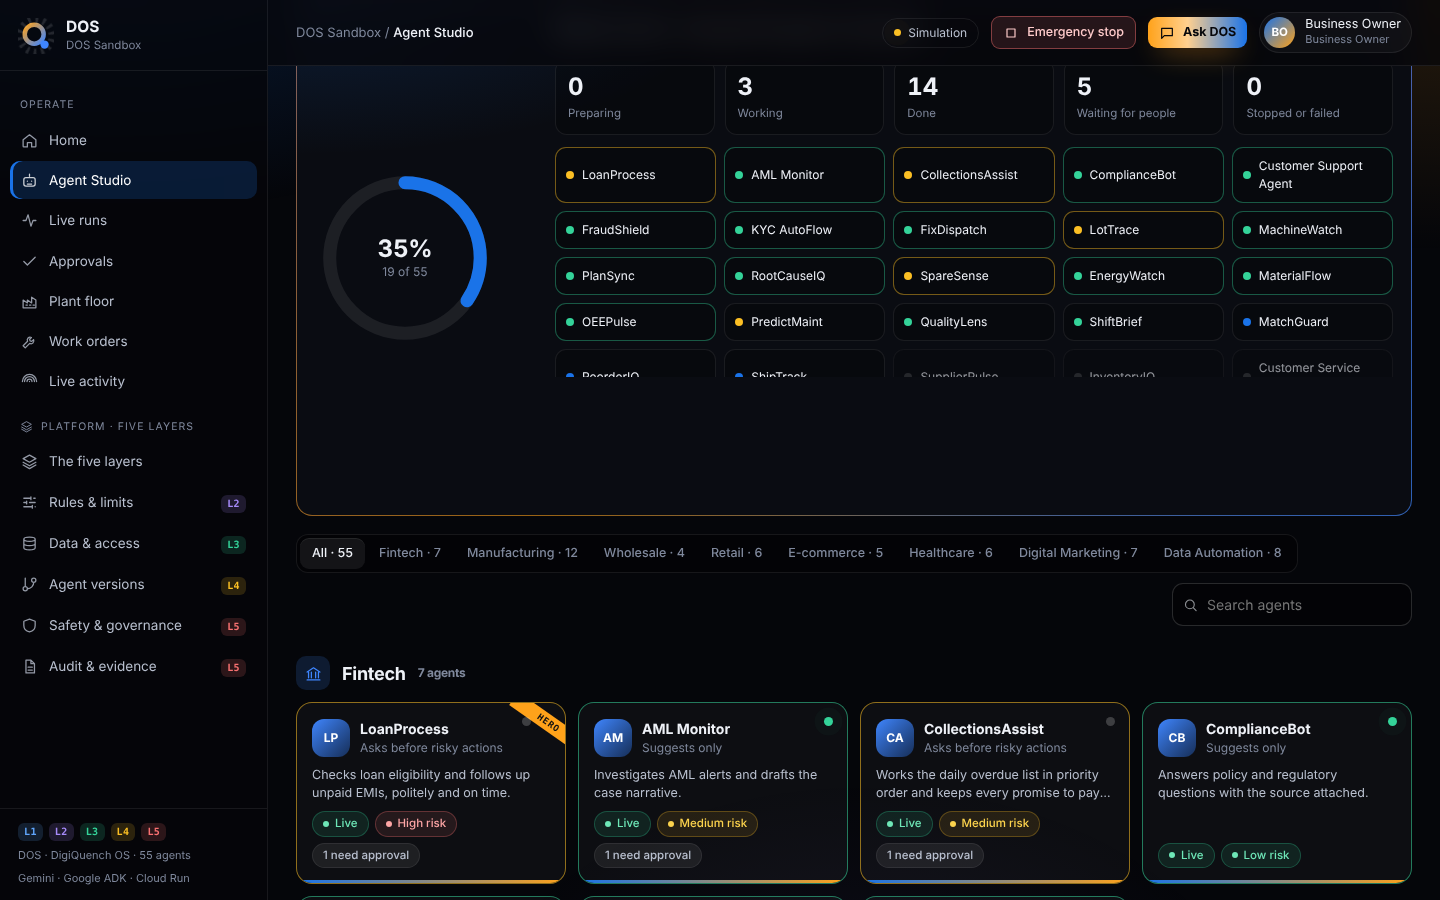 DOS
DOS Sandbox
OPERATE
Home
Agent Studio
Live runs
Approvals
Plant floor
Work orders
Live activity
PLATFORM · FIVE LAYERS
The five layers
Rules & limits L2
Data & access L3
Agent versions L4
Safety & governance L5
Audit & evidence L5
L1 L2 L3 L4 L5
DOS · DigiQuench OS · 55 agents
Gemini · Google ADK · Cloud Run
DOS Sandbox / Agent Studio
Simulation
Emergency stop
Ask DOS
BO
Business Owner
Business Owner
0 3 14 5 0
Preparing Working Done Waiting for people Stopped or failed
35%
19 of 55
LoanProcess AML Monitor CollectionsAssist ComplianceBot Customer Support
Agent
FraudShield KYC AutoFlow FixDispatch LotTrace MachineWatch
PlanSync RootCauseIQ SpareSense EnergyWatch MaterialFlow
OEEPulse PredictMaint QualityLens ShiftBrief MatchGuard
ReorderIQ ShipTrack SupplierPulse InventoryIQ Customer Service
All · 55 Fintech · 7 Manufacturing · 12 Wholesale · 4 Retail · 6 E-commerce · 5 Healthcare · 6 Digital Marketing · 7 Data Automation · 8
Search agents
Fintech 7 agents
HERO
LP
LoanProcess
Asks before risky actions
Checks loan eligibility and follows up
unpaid EMIs, politely and on time.
Live High risk
1 need approval
AM
AML Monitor
Suggests only
Investigates AML alerts and drafts the
case narrative.
Live Medium risk
1 need approval
CA
CollectionsAssist
Asks before risky actions
Works the daily overdue list in priority
order and keeps every promise to pay...
Live Medium risk
1 need approval
CB
ComplianceBot
Suggests only
Answers policy and regulatory
questions with the source attached.
Live Low risk